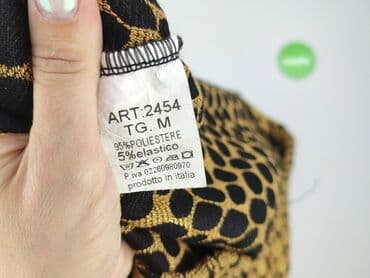 ART:2454
TG. M
95%POLIESTERE
5%elastico
P.iva 02260980970
prodotto in italia